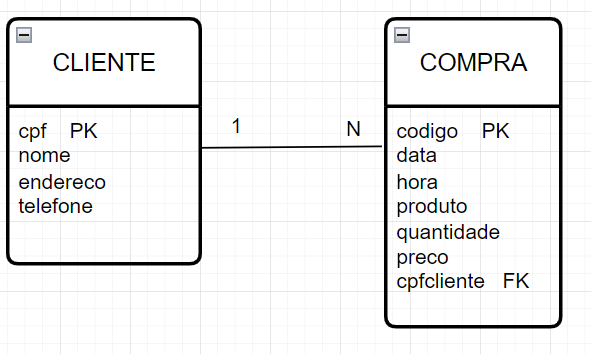 CLIENTE
cpf PK
nome
endereco
telefone
1
N
COMPRA
codigo PK
data
hora
produto
quantidade
preco
cpfcliente FK